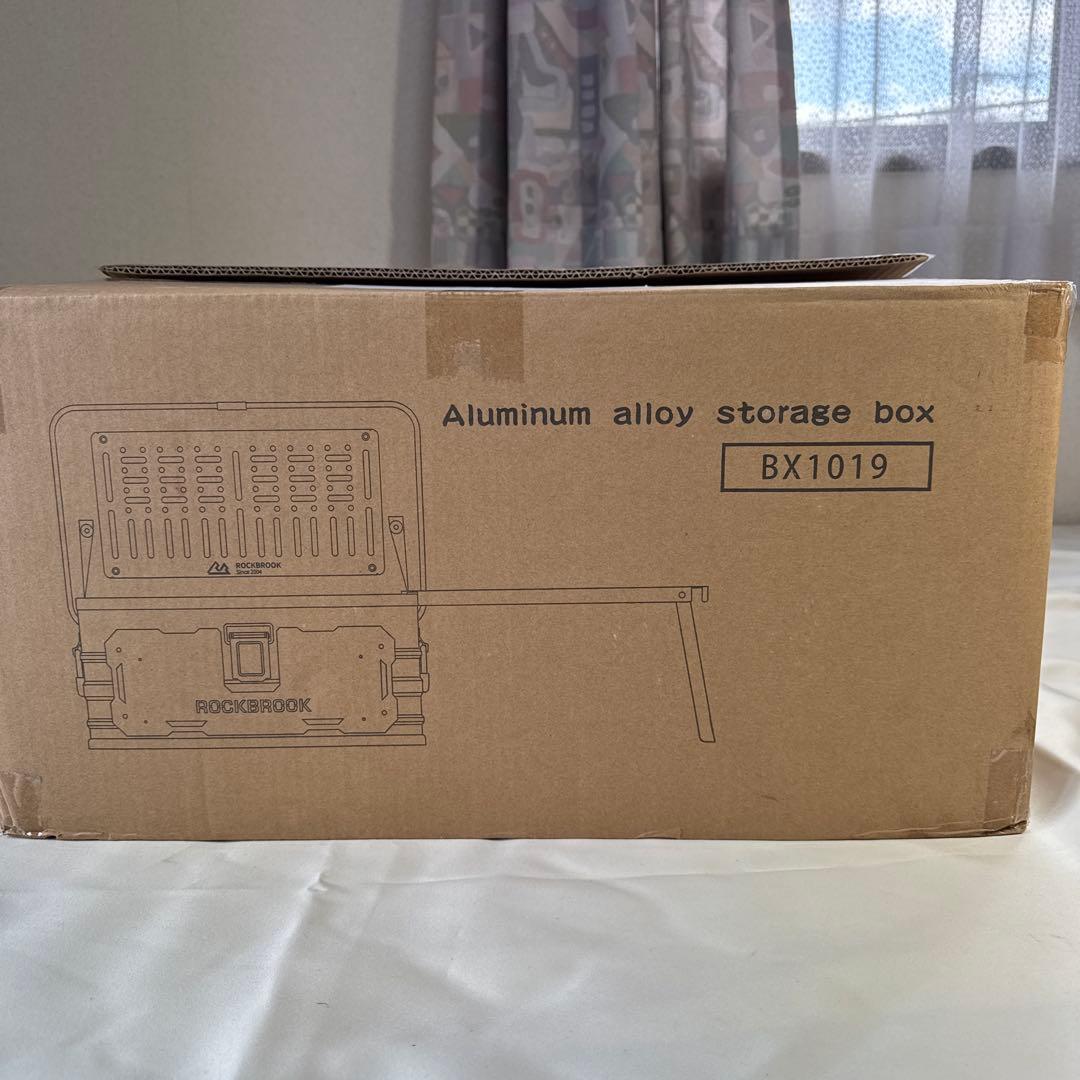 Aluminum alloy storage box
BX1019
ROCKBROOK
Since 2004
ROCKBROOK